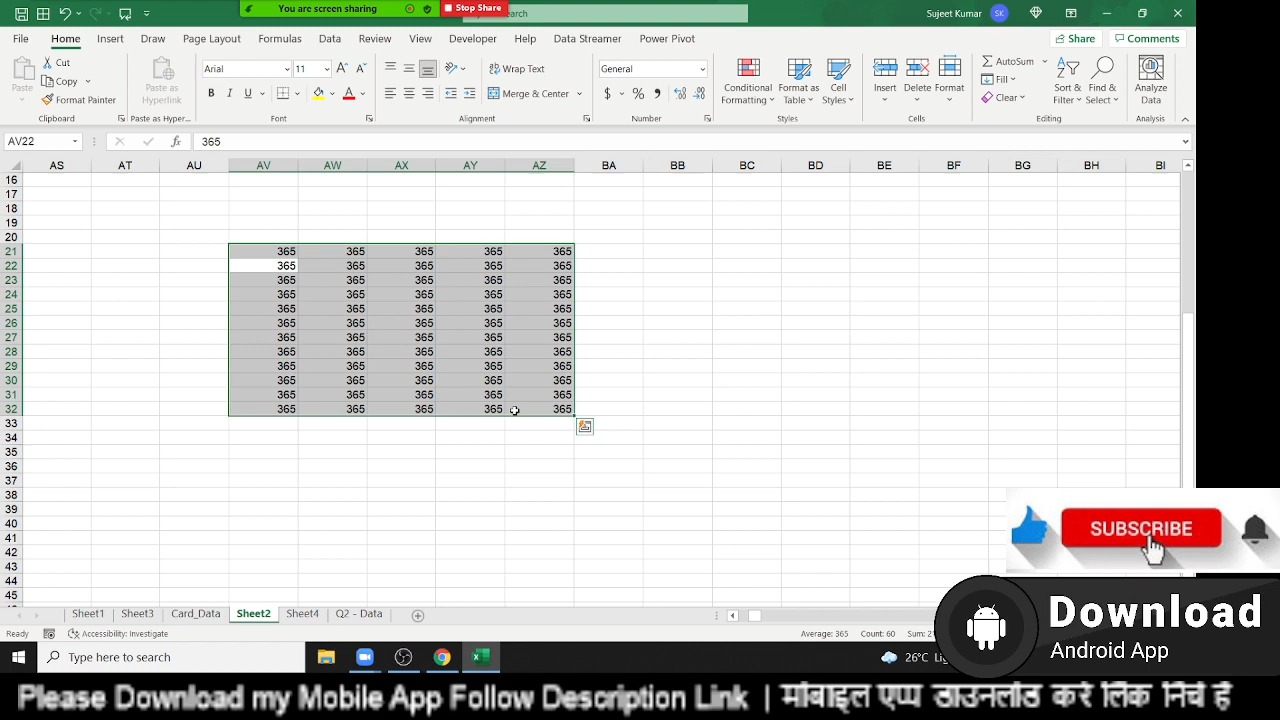 You are screen sharing
Stop Share
Search
Sujeet Kumar
SK
File Home Insert Draw Page Layout Formulas Data Review View Developer Help Data Streamer Power Pivot
Share
Comments
Paste
Cut
Copy
Format Painter
Clipboard
Paste as
Hyperlink
Paste as Hyper...
Arial
11
B I U
Font
Wrap Text
Merge & Center
Alignment
General
$ % ,
Number
Conditional
Formatting
Format as
Table
Cell
Styles
Styles
Insert
Delete
Format
Cells
AutoSum
Fill
Clear
Sort &
Filter
Find &
Select
Editing
Analyze
Data
Analysis
AV22
fx
365
AS AT AU AV AW AX AY AZ BA BB BC BD BE BF BG BH BI
16
17
18
19
20
21 365 365 365 365 365
22 365 365 365 365 365
23 365 365 365 365 365
24 365 365 365 365 365
25 365 365 365 365 365
26 365 365 365 365 365
27 365 365 365 365 365
28 365 365 365 365 365
29 365 365 365 365 365
30 365 365 365 365 365
31 365 365 365 365 365
32 365 365 365 365 365
33
34
35
36
37
38
39
40
41
42
43
44
45
SUBSCRIBE
Sheet1 Sheet3 Card_Data Sheet2 Sheet4 Q2 - Data
Ready
Accessibility: Investigate
Average: 365 Count: 60
Download
Android App
Type here to search
26°C
Please Download my Mobile App Follow Description Link | मोबाइल एप्प डाउनलोड करे लिंक निचे है